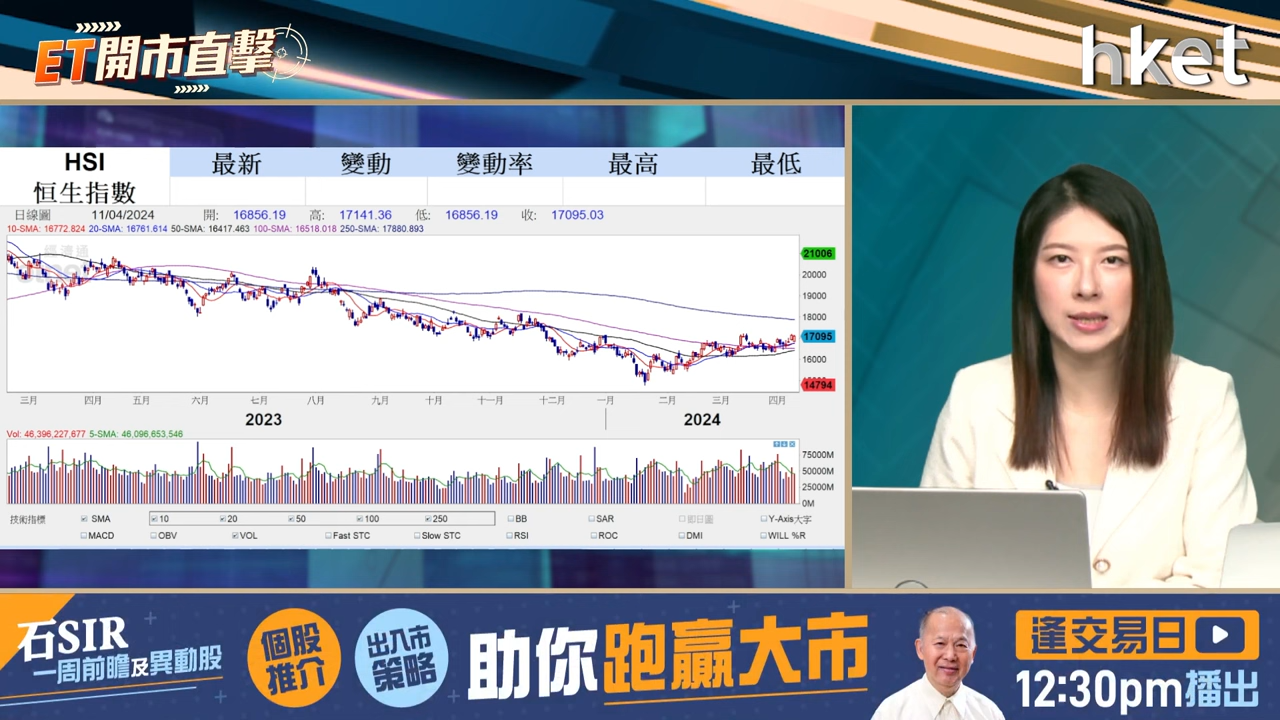 ET開市直擊
hket
HSI
恒生指數
最新
變動
變動率
最高
最低
日線圖 11/04/2024 開: 16856.19 高: 17141.36 低: 16856.19 收: 17095.03
10-SMA: 16772.824 20-SMA: 16761.614 50-SMA: 16417.463 100-SMA: 16518.018 250-SMA: 17880.893
21006
20000
19000
18000
17095
16000
14794
三月 四月 五月 六月 七月 八月 九月 十月 十一月 十二月 一月 二月 三月 四月
2023 2024
Vol: 46,396,227,677 5-SMA: 46,096,653,546
75000M
50000M
25000M
0M
技術指標 SMA 10 20 50 100 250 BB SAR 即日圖 Y-Axis大字
MACD OBV VOL Fast STC Slow STC RSI ROC DMI WILL %R
石SIR
一周前瞻及異動股
個股
推介
出入市
策略
助你跑贏大市
逢交易日
12:30pm播出